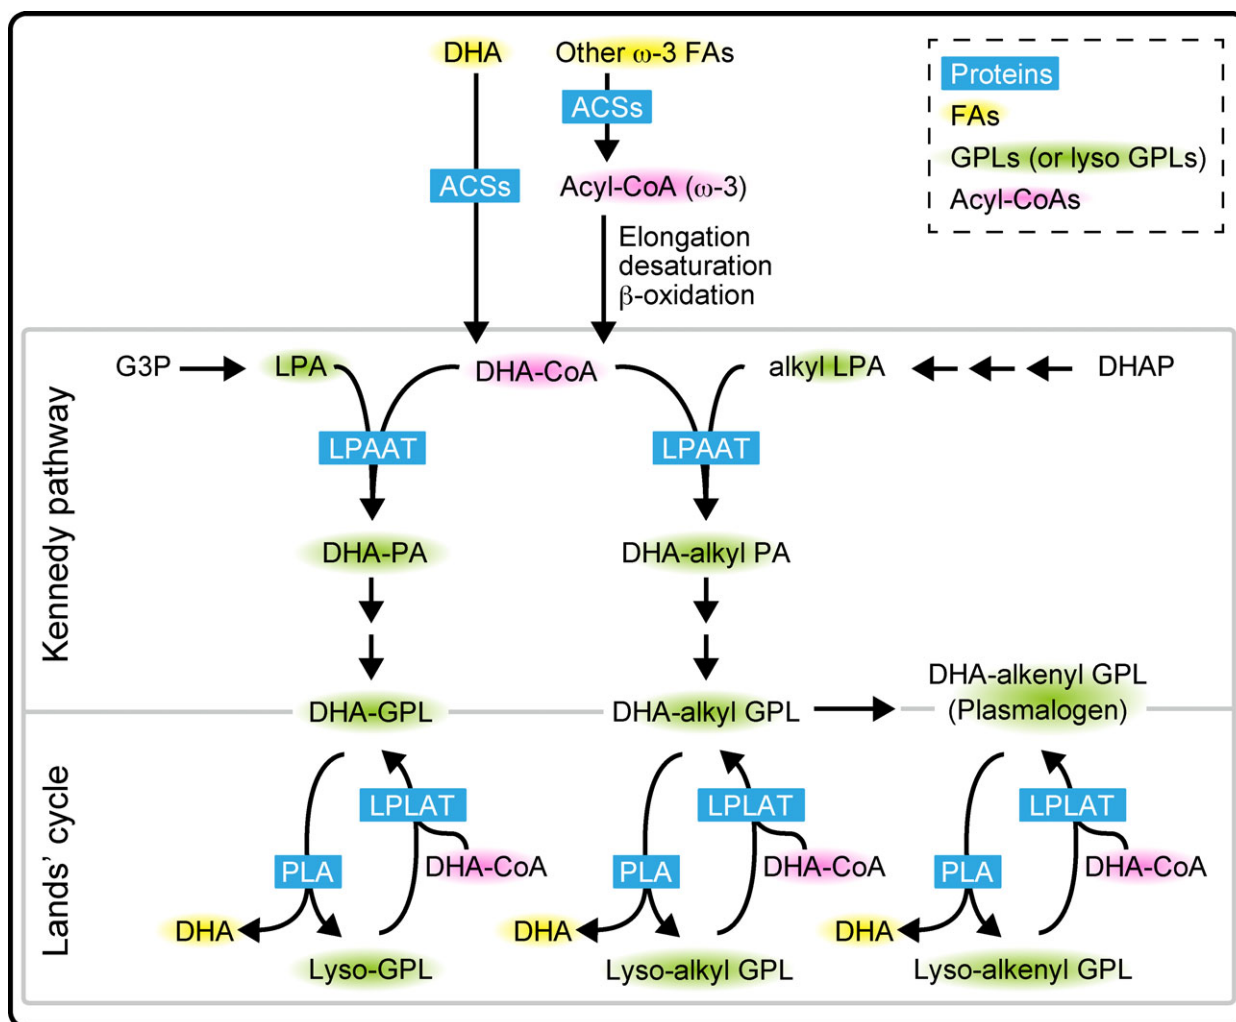 DHA
Other ω-3 FAs
ACSs
ACSs
Acyl-CoA (ω-3)
Elongation
desaturation
β-oxidation
Proteins
FAs
GPLs (or lyso GPLs)
Acyl-CoAs
Kennedy pathway
G3P
LPA
DHA-CoA
alkyl LPA
DHAP
LPAAT
LPAAT
DHA-PA
DHA-alkyl PA
DHA-GPL
DHA-alkyl GPL
DHA-alkenyl GPL
(Plasmalogen)
Lands' cycle
LPLAT
PLA
DHA-CoA
DHA
Lyso-GPL
LPLAT
PLA
DHA-CoA
DHA
Lyso-alkyl GPL
LPLAT
PLA
DHA-CoA
DHA
Lyso-alkenyl GPL